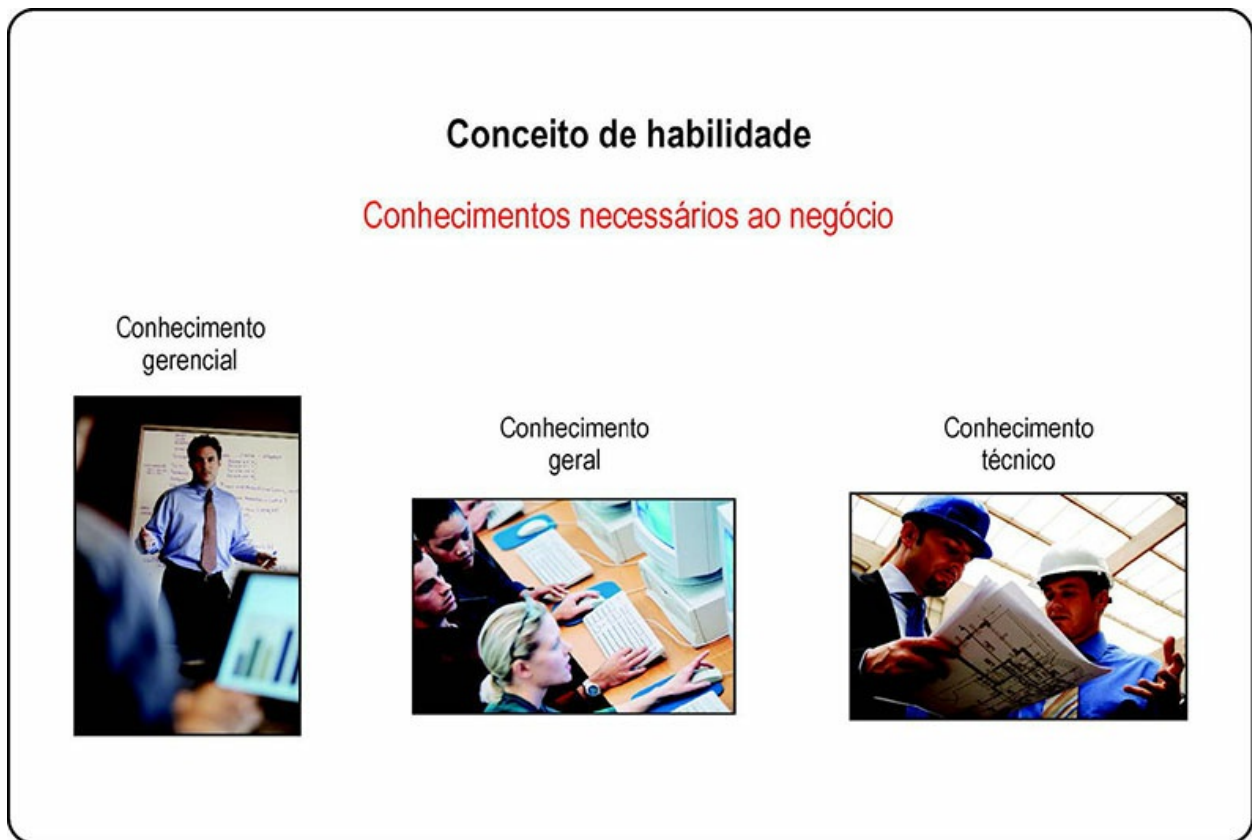 Conceito de habilidade
Conhecimentos necessários ao negócio
Conhecimento
gerencial
Conhecimento
geral
Conhecimento
técnico